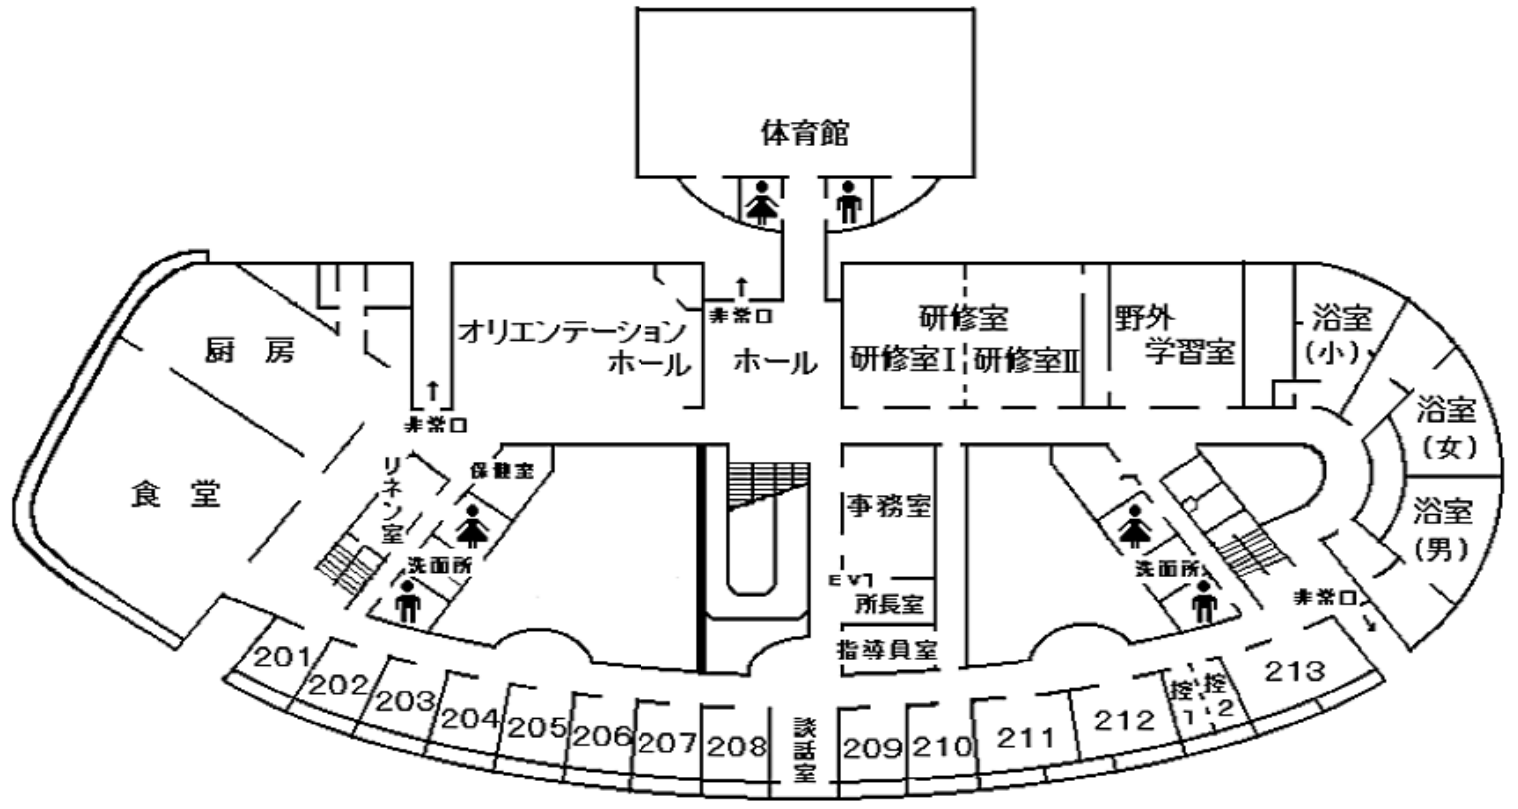 体育館
非常口
オリエンテーション
ホール
ホール
研修室
研修室Ⅰ
研修室Ⅱ
野外
学習室
浴室
(小)
浴室
(女)
浴室
(男)
厨 房
食 堂
非常口
リネン室
保健室
洗面所
事務室
EV
所長室
指導員室
洗面所
非常口
201
202
203
204
205
206
207
208
談話室
209
210
211
212
控1
控2
213